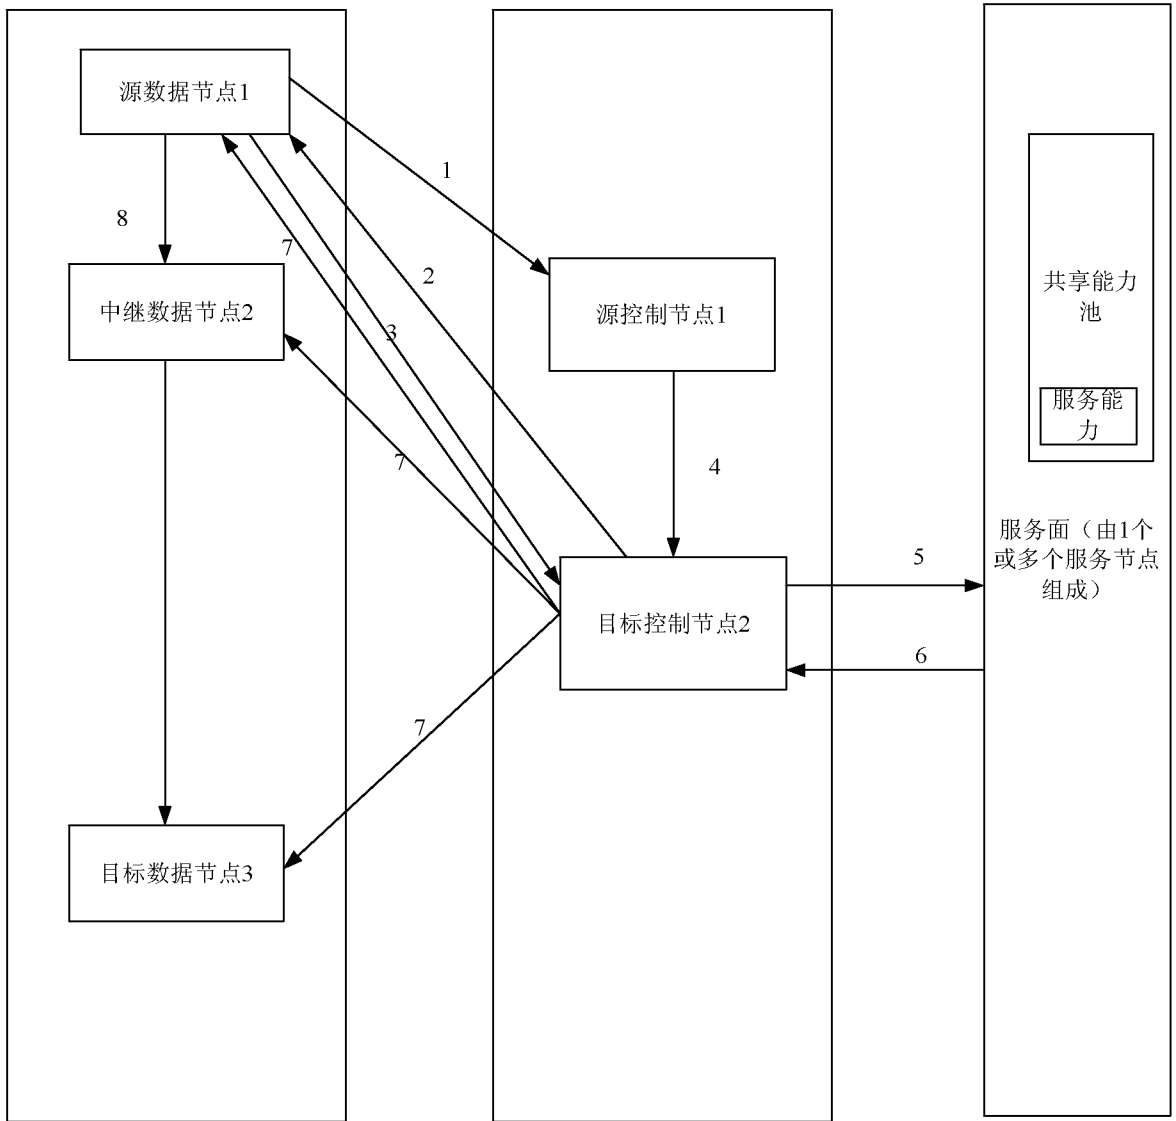 源数据节点1
1
8
7
2
源控制节点1
共享能力
池
中继数据节点2
3
服务能
力
7
4
服务面（由1个
或多个服务节点
组成）
5
目标控制节点2
6
7
目标数据节点3